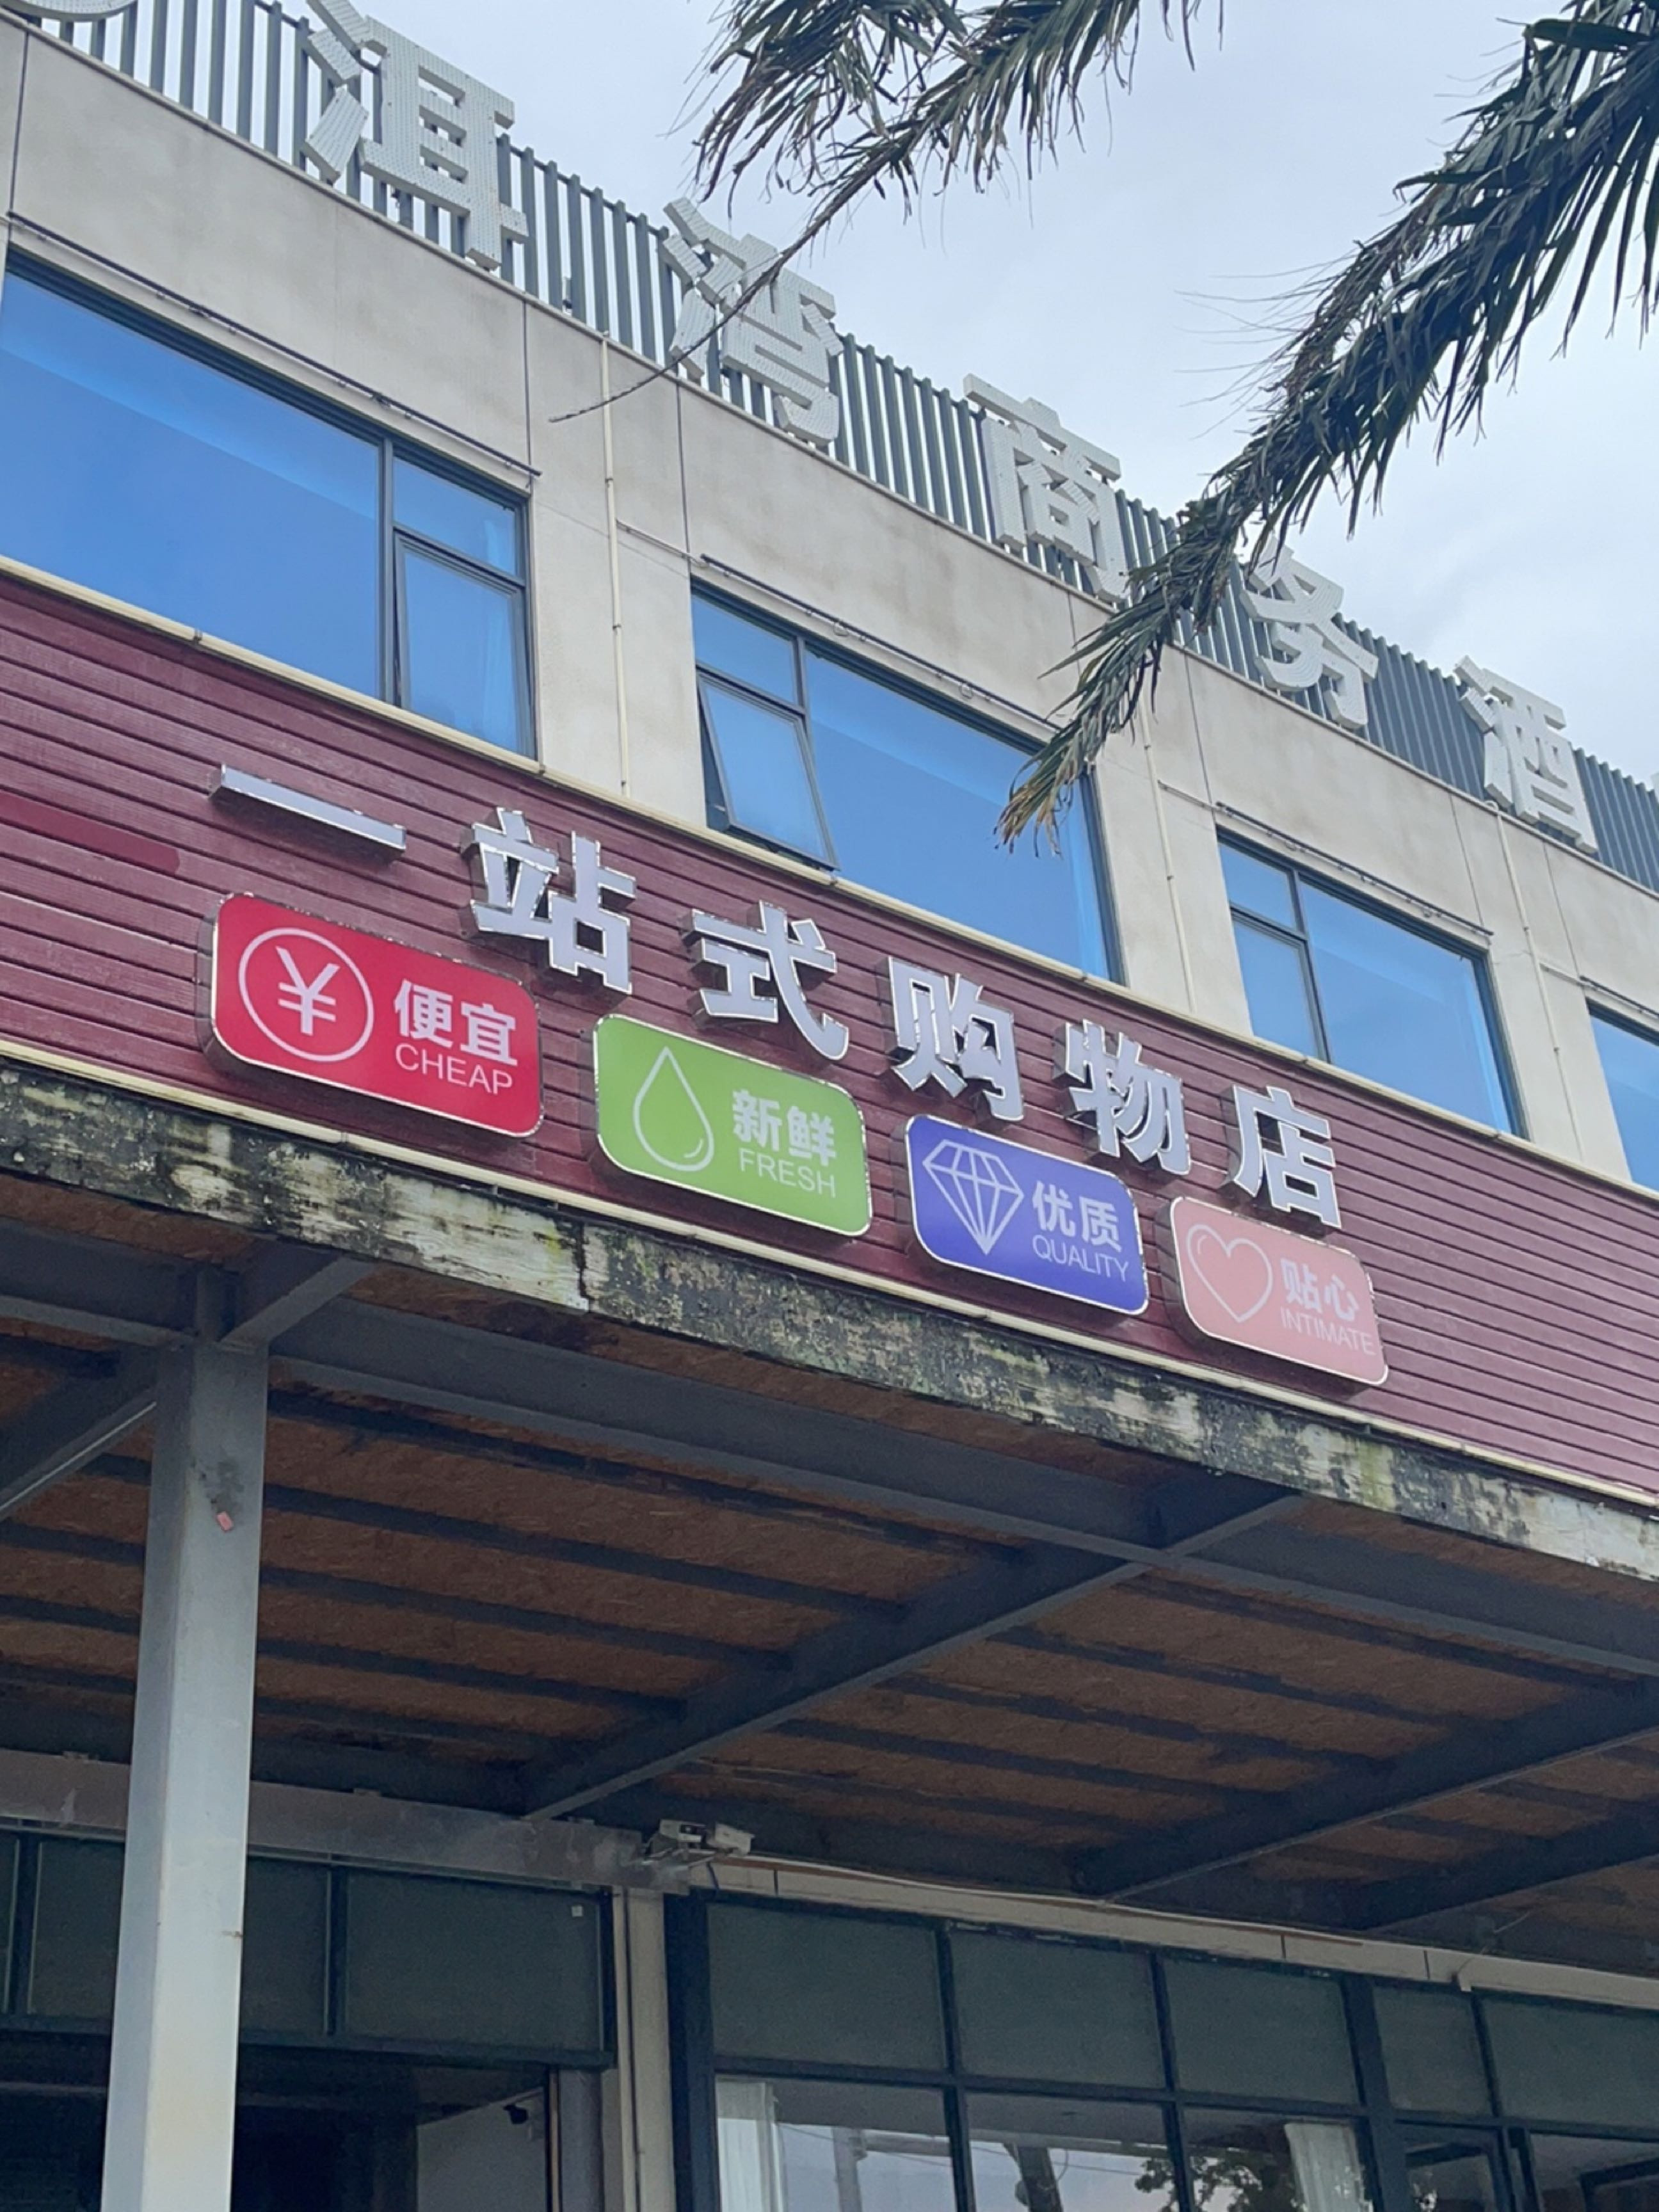 洱湾商务酒
一站式购物店
¥ 便宜
CHEAP
新鲜
FRESH
优质
QUALITY
贴心
INTIMATE